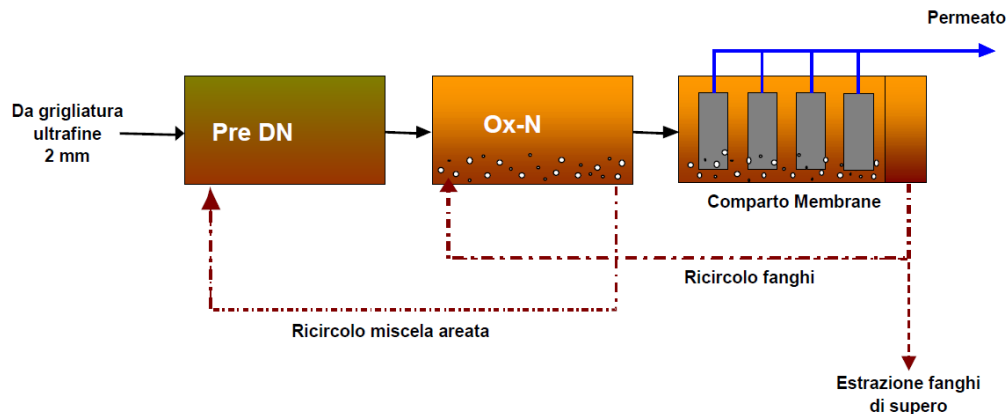 Permeato
Da grigliatura
ultrafine
2 mm
Pre DN
Ox-N
Comparto Membrane
Ricircolo fanghi
Ricircolo miscela areata
Estrazione fanghi
di supero